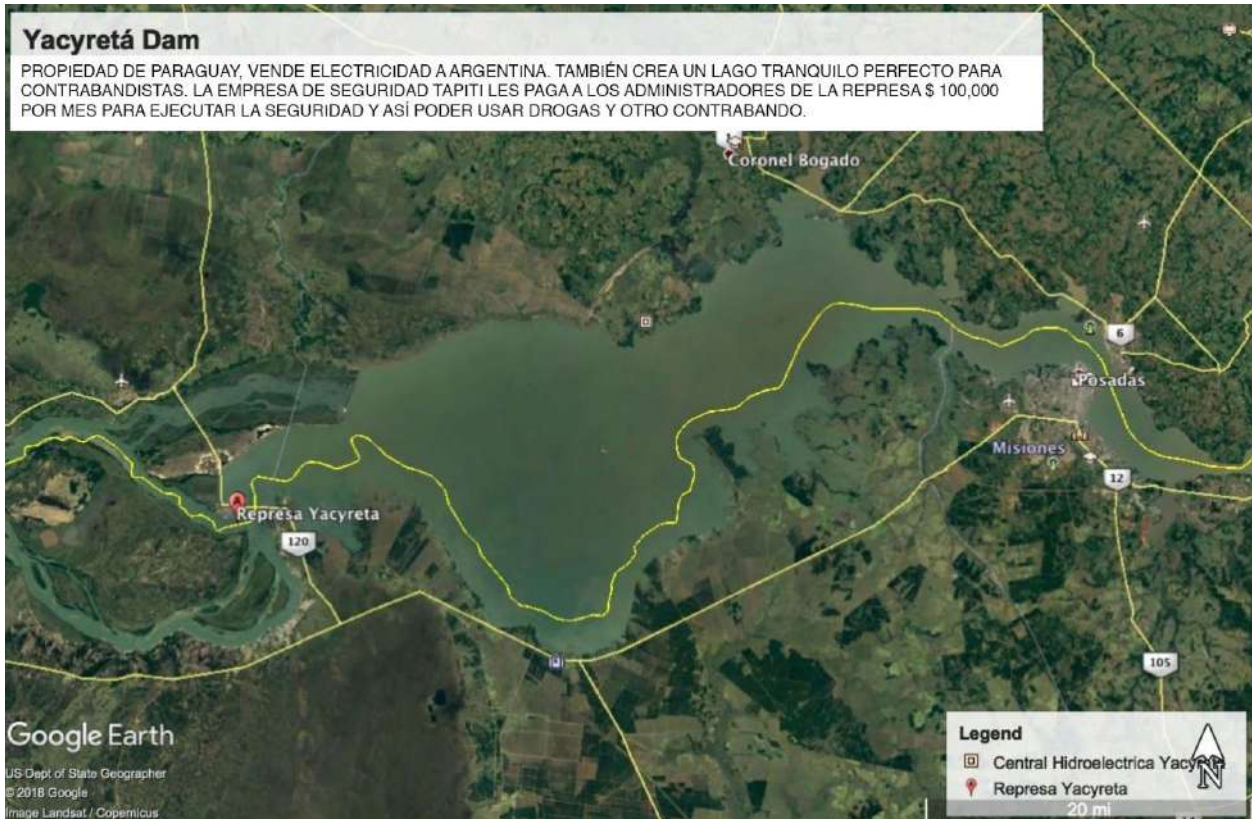 Yacyretá Dam
PROPIEDAD DE PARAGUAY, VENDE ELECTRICIDAD A ARGENTINA. TAMBIÉN CREA UN LAGO TRANQUILO PERFECTO PARA
CONTRABANDISTAS. LA EMPRESA DE SEGURIDAD TAPITI LES PAGA A LOS ADMINISTRADORES DE LA REPRESA $ 100,000
POR MES PARA EJECUTAR LA SEGURIDAD Y ASÍ PODER USAR DROGAS Y OTRO CONTRABANDO.
Coronel Bogado
6
Posadas
Misiones
12
Represa Yacyreta
120
105
Google Earth
US Dept of State Geographer
© 2018 Google
Image Landsat / Copernicus
Legend
Central Hidroelectrica
Represa Yacyreta
N
20 mi